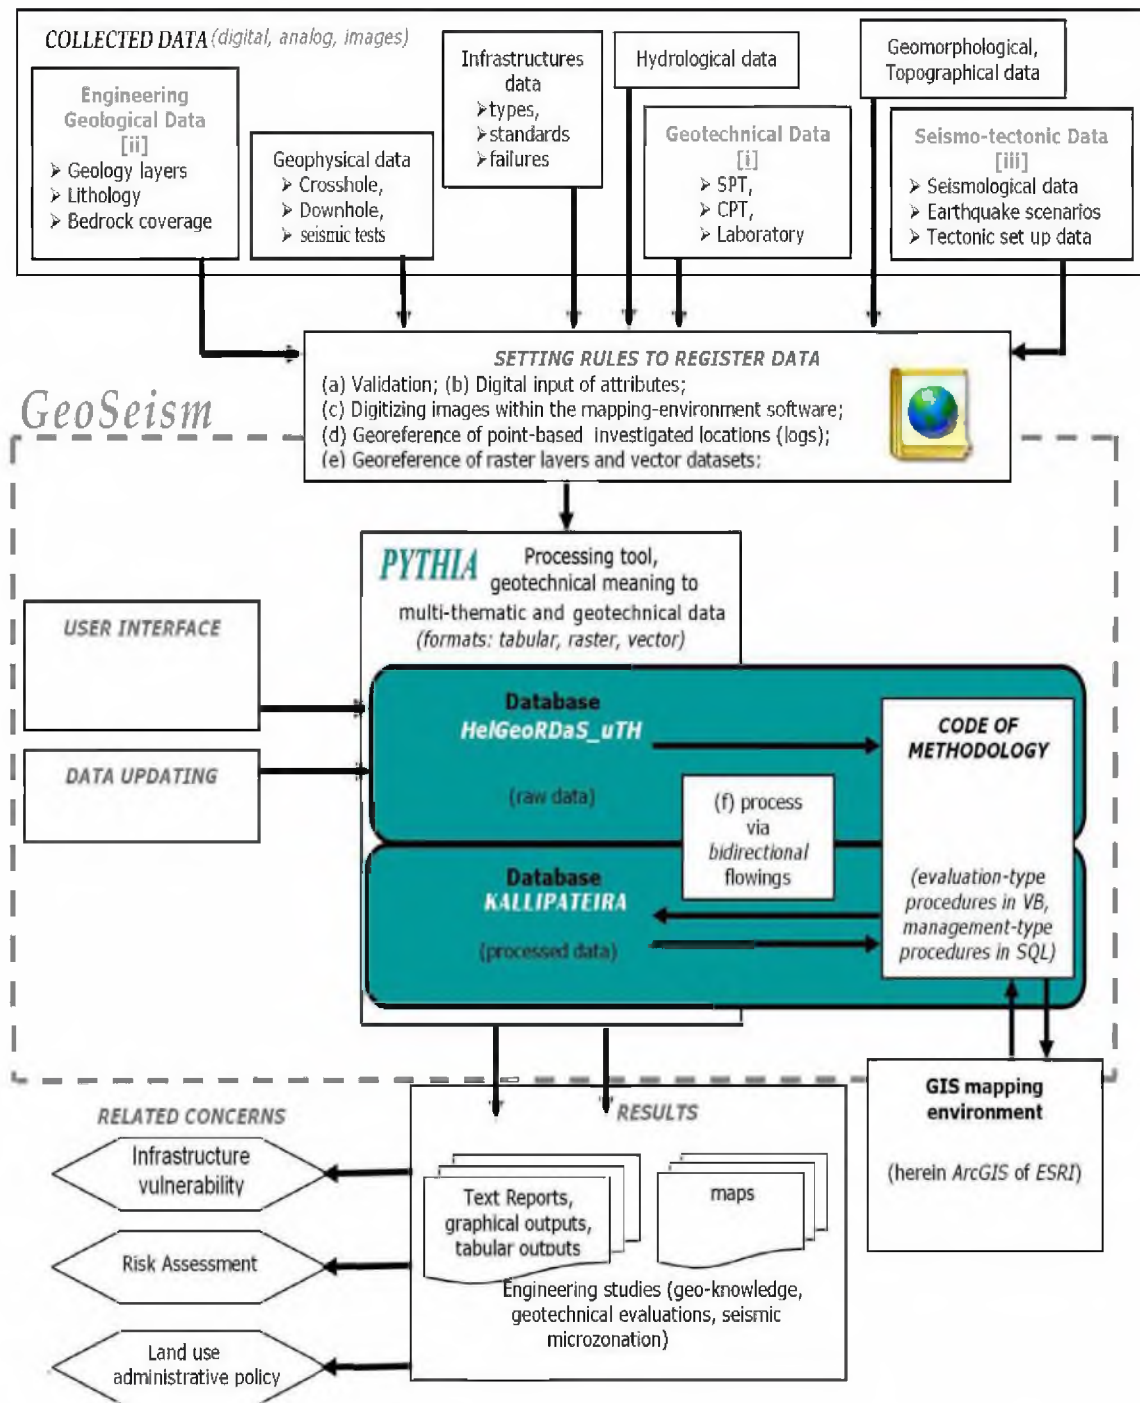 COLLECTED DATA (digital, analog, images)
Engineering
Geological Data
[ii]
➢ Geology layers
➢ Lithology
➢ Bedrock coverage
Geophysical data
➢ Crosshole,
➢ Downhole,
➢ seismic tests
Infrastructures
data
➢types,
➢standards
➢failures
Hydrological data
Geotechnical Data
[i]
➢ SPT,
➢ CPT,
➢ Laboratory
Geomorphological,
Topographical data
Seismo-tectonic Data
[iii]
➢ Seismological data
➢ Earthquake scenarios
➢ Tectonic set up data
SETTING RULES TO REGISTER DATA
(a) Validation; (b) Digital input of attributes;
(c) Digitizing images within the mapping-environment software;
(d) Georeference of point-based investigated locations (logs);
(e) Georeference of raster layers and vector datasets;
GeoSeism
PYTHIA Processing tool,
geotechnical meaning to
multi-thematic and geotechnical data
(formats: tabular, raster, vector)
USER INTERFACE
DATA UPDATING
Database
HelGeoRDaS_uTH
(raw data)
CODE OF
METHODOLOGY
(evaluation-type
procedures in VB,
management-type
procedures in SQL)
(f) process
via
bidirectional
flowings
Database
KALLIPATEIRA
(processed data)
GIS mapping
environment
(herein ArcGIS of ESRI)
RELATED CONCERNS
Infrastructure
vulnerability
Risk Assessment
Land use
administrative policy
RESULTS
Text Reports,
graphical outputs,
tabular outputs
maps
Engineering studies (geo-knowledge,
geotechnical evaluations, seismic
microzonation)